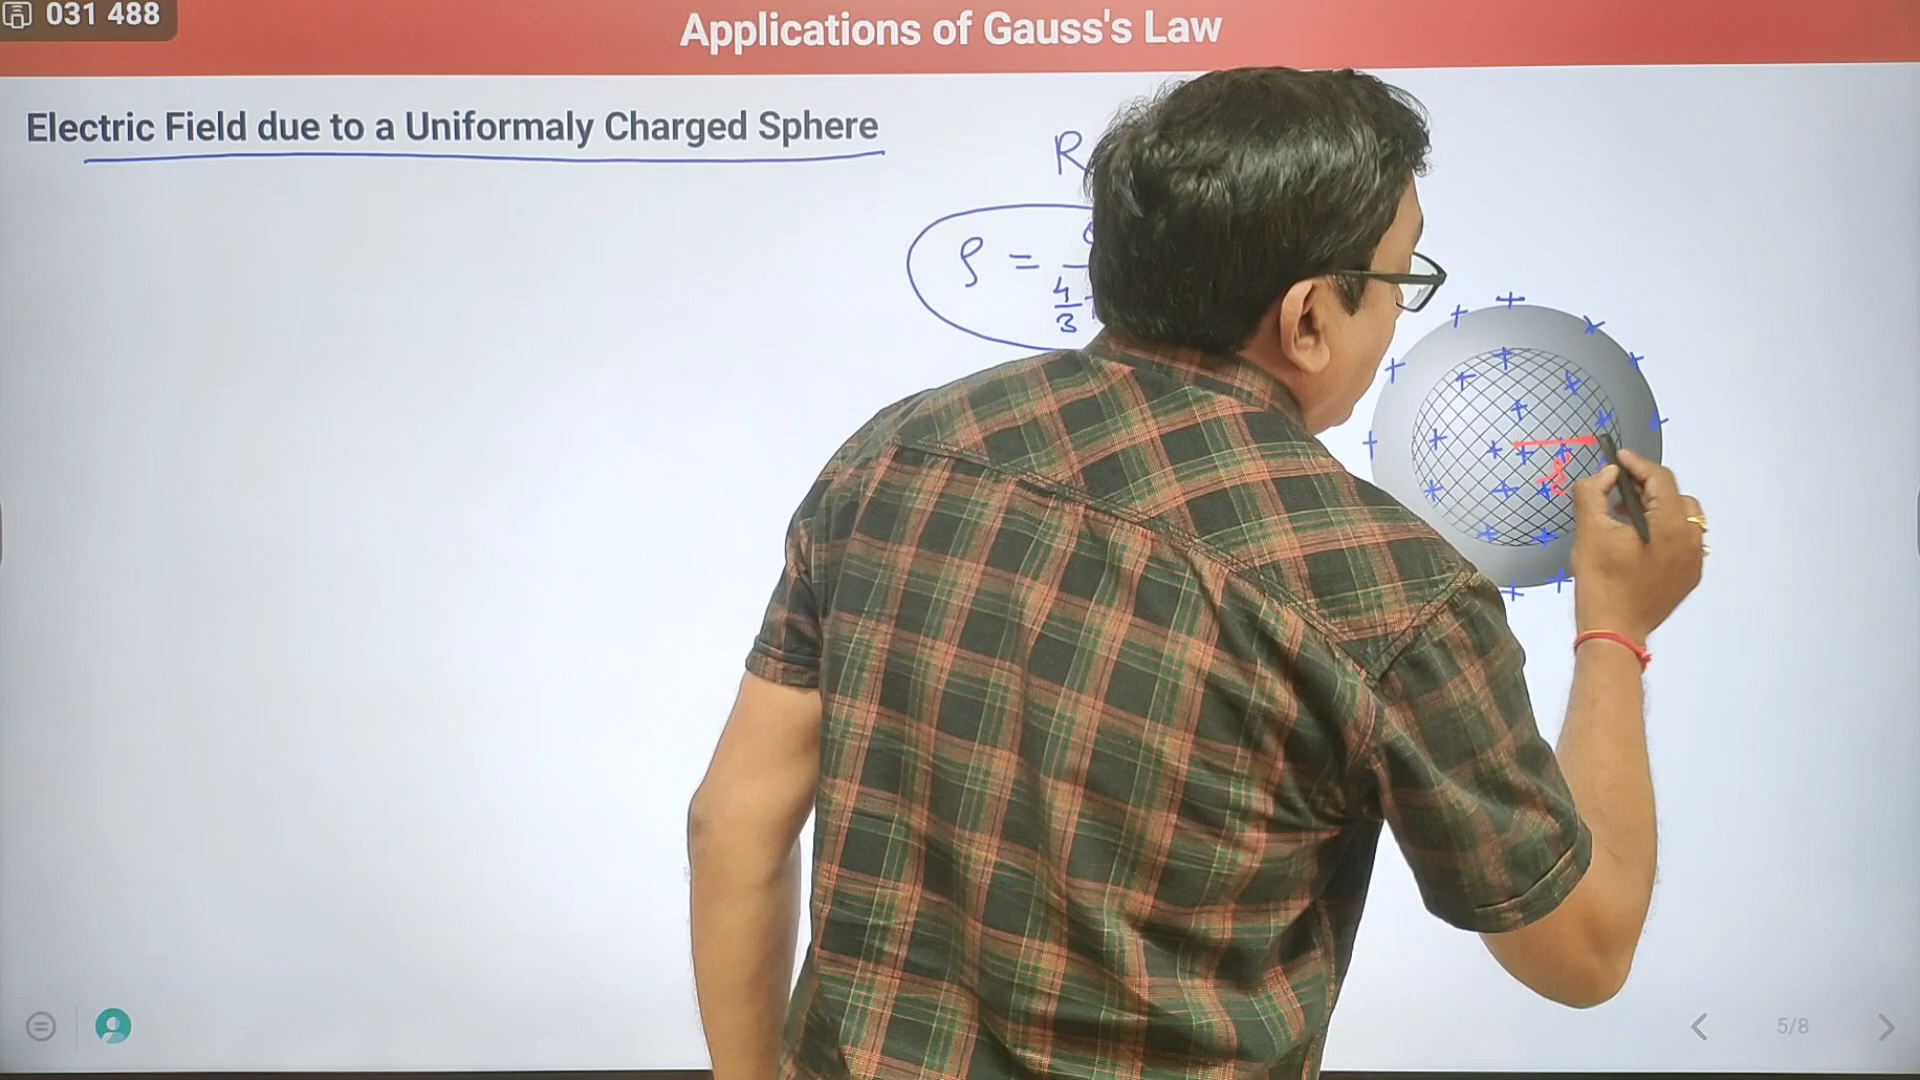 031 488
Applications of Gauss's Law
Electric Field due to a Uniformaly Charged Sphere
R
ρ =
4
3
5/8